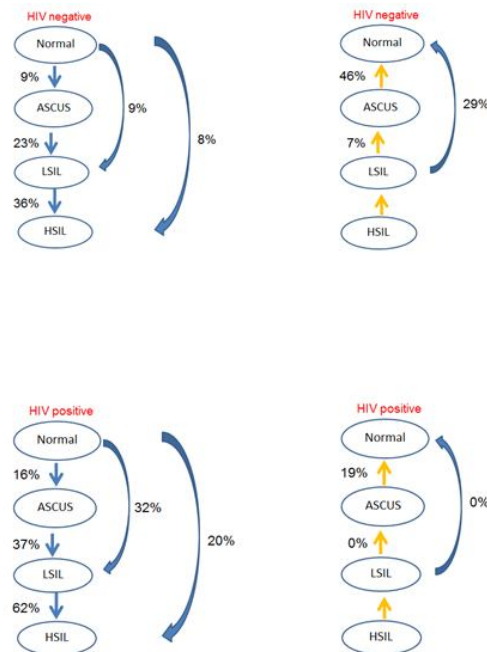 HIV negative
Normal
9%
ASCUS
9%
23%
8%
LSIL
36%
HSIL
HIV negative
Normal
46%
ASCUS
29%
7%
LSIL
HSIL
HIV positive
Normal
16%
ASCUS
32%
37%
20%
LSIL
62%
HSIL
HIV positive
Normal
19%
ASCUS
0%
0%
LSIL
HSIL